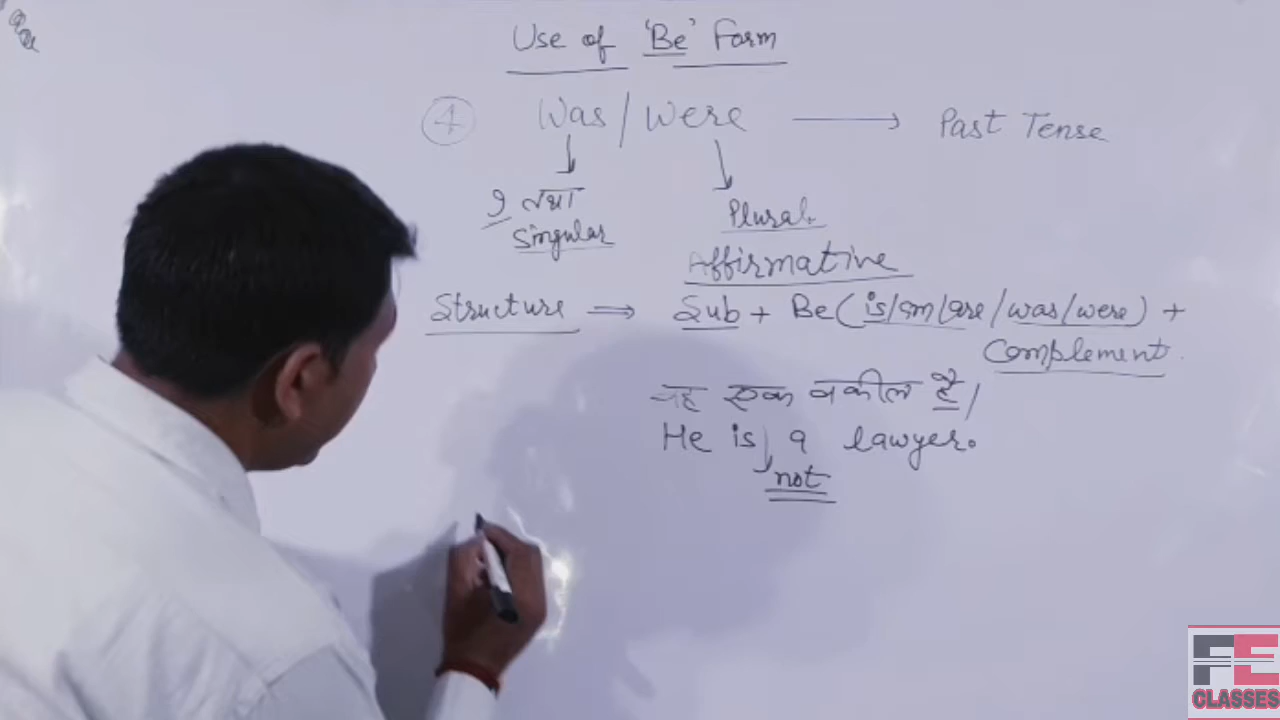 Use of 'Be' Form
④ Was / Were → Past Tense
I तथा Plural.
Singular
Affirmative
Structure ⇒ Sub + Be (is/am/are/was/were) +
Complement.
वह एक वकील है।
He is a lawyer.
not
FE
CLASSES